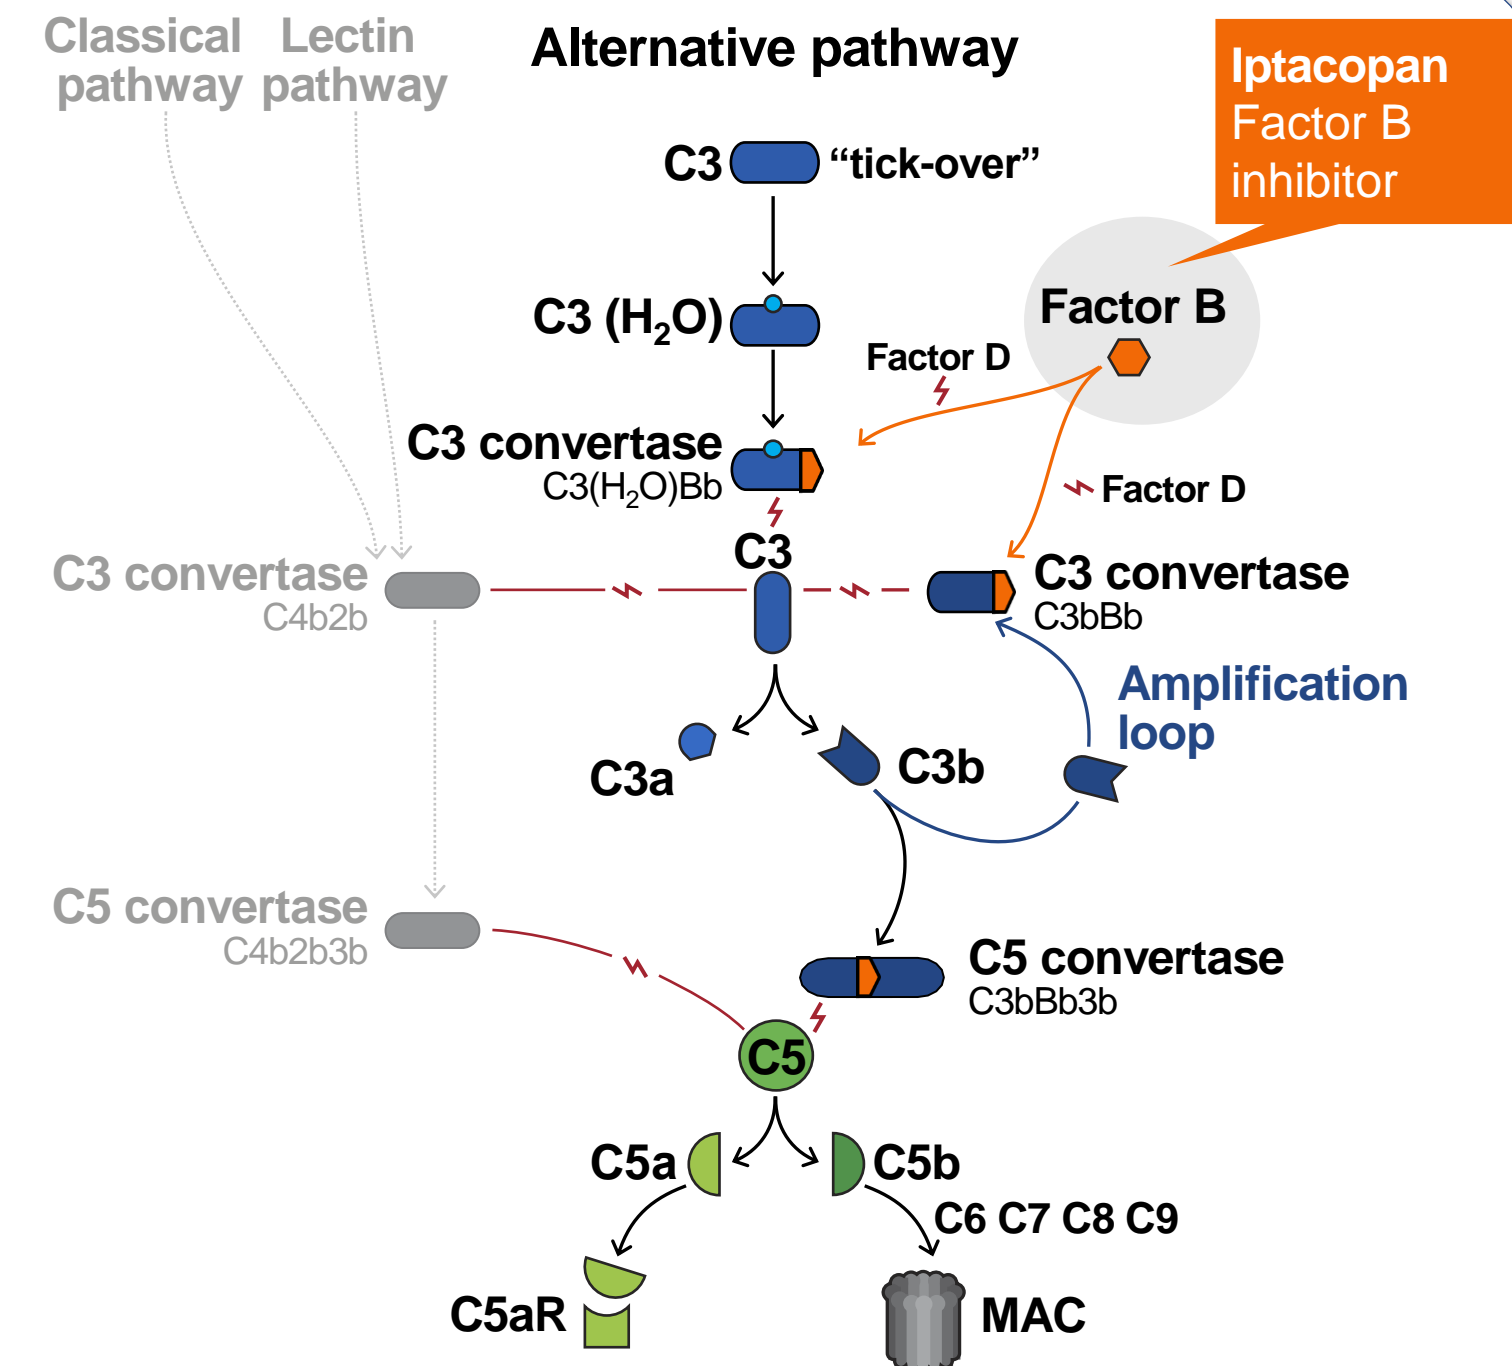 Classical
pathway
Lectin
pathway
Alternative pathway
Iptacopan
Factor B
inhibitor
C3
“tick-over”
C3 (H₂O)
Factor B
Factor D
C3 convertase
C3(H₂O)Bb
Factor D
C3
C3 convertase
C4b2b
C3 convertase
C3bBb
Amplification
loop
C3a
C3b
C5 convertase
C4b2b3b
C5 convertase
C3bBb3b
C5
C5a
C5b
C6 C7 C8 C9
C5aR
MAC